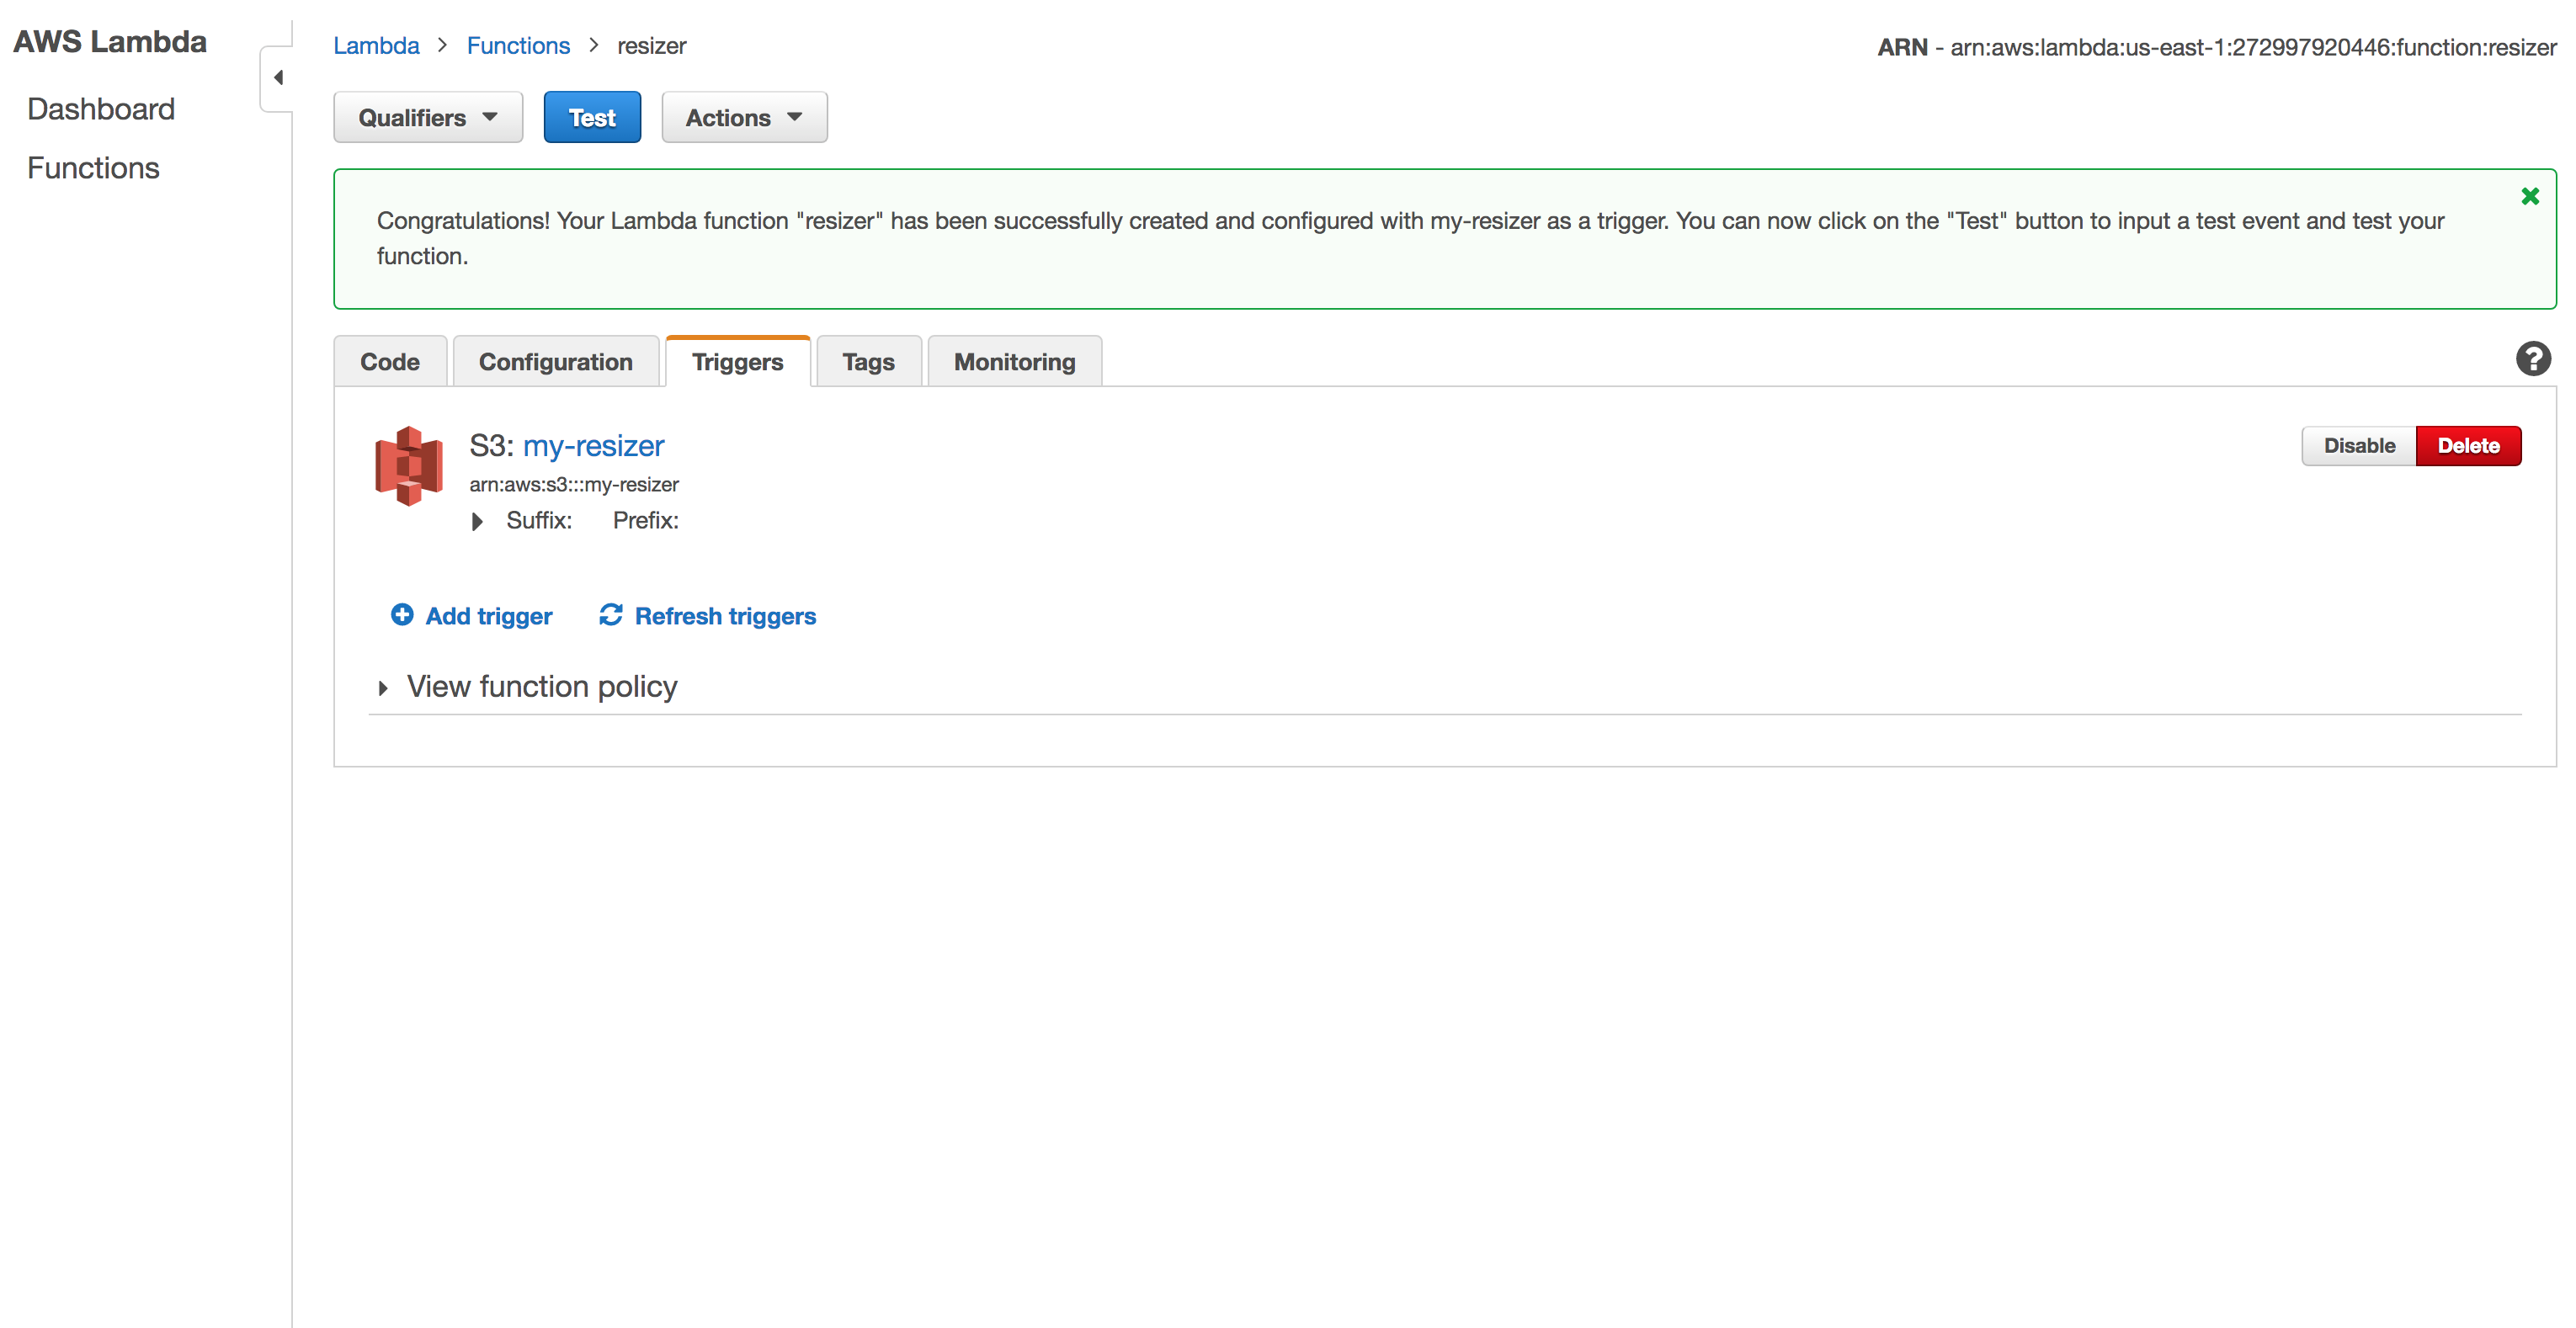 AWS Lambda
Dashboard
Functions
Lambda > Functions > resizer
ARN - arn:aws:lambda:us-east-1:272997920446:function:resizer
Qualifiers Test Actions
Congratulations! Your Lambda function "resizer" has been successfully created and configured with my-resizer as a trigger. You can now click on the "Test" button to input a test event and test your
function.
Code Configuration Triggers Tags Monitoring
S3: my-resizer
Disable Delete
arn:aws:s3:::my-resizer
Suffix: Prefix:
Add trigger Refresh triggers
View function policy